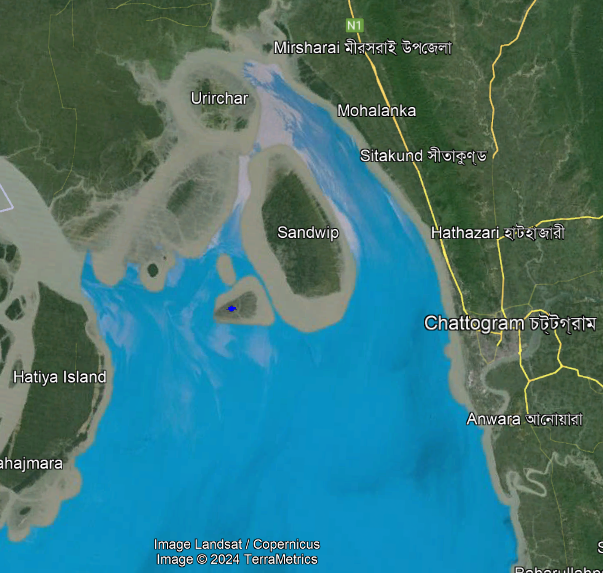 N1
Mirsharai মীরসরাই উপজেলা
Urirchar
Mohalanka
Sitakund সীতাকুণ্ড
Sandwip
Hathazari হাটহাজারী
Chattogram চট্টগ্রাম
Hatiya Island
Anwara আনোয়ারা
ahajmara
Image Landsat / Copernicus
Image © 2024 TerraMetrics